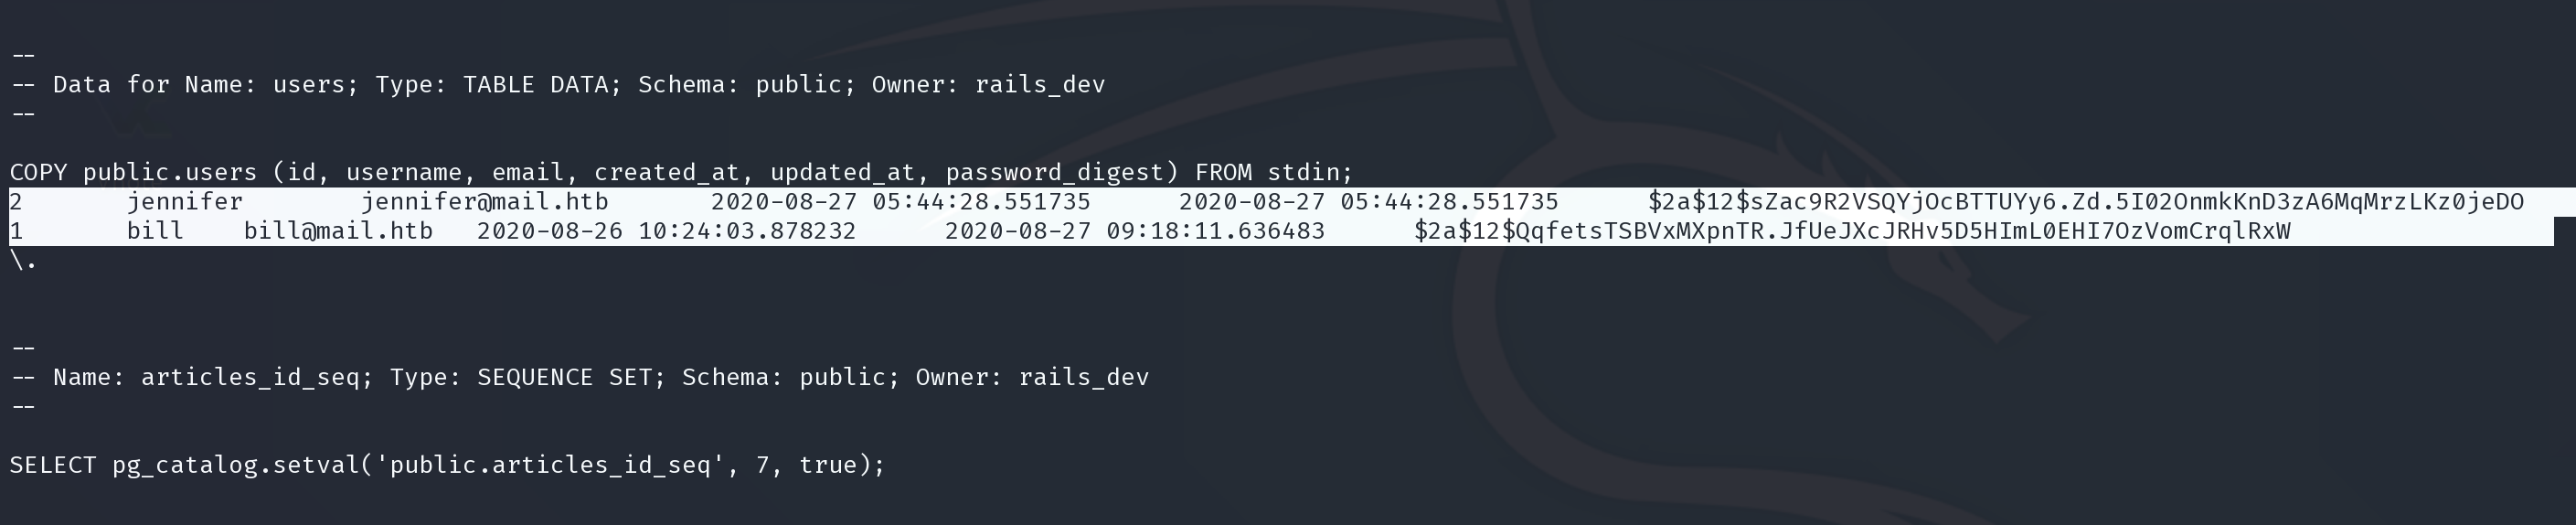 --
-- Data for Name: users; Type: TABLE DATA; Schema: public; Owner: rails_dev
--
COPY public.users (id, username, email, created_at, updated_at, password_digest) FROM stdin;
2 jennifer jennifer@mail.htb 2020-08-27 05:44:28.551735 2020-08-27 05:44:28.551735 $2a$12$sZac9R2VSQYjOcBTTUYy6.Zd.5I02OnmkKnD3zA6MqMrzLKz0jeDO
1 bill bill@mail.htb 2020-08-26 10:24:03.878232 2020-08-27 09:18:11.636483 $2a$12$QqfetsTSBVxMXpnTR.JfUeJXcJRHv5D5HImL0EHI7OzVomCrqlRxW
\.
--
-- Name: articles_id_seq; Type: SEQUENCE SET; Schema: public; Owner: rails_dev
--
SELECT pg_catalog.setval('public.articles_id_seq', 7, true);